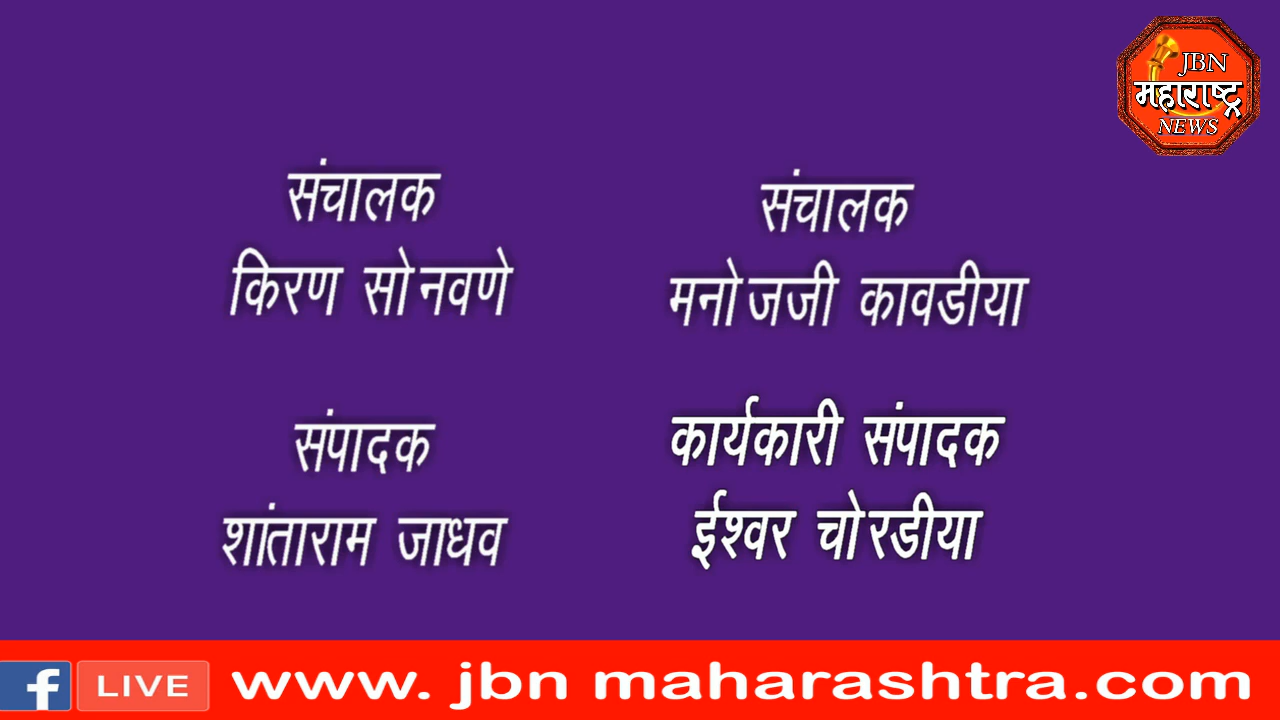 JBN
महाराष्ट्र
NEWS
संचालक
किरण सोनवणे
संचालक
मनोजजी कावडीया
संपादक
शांताराम जाधव
कार्यकारी संपादक
ईश्वर चोरडीया
f LIVE www. jbn maharashtra.com